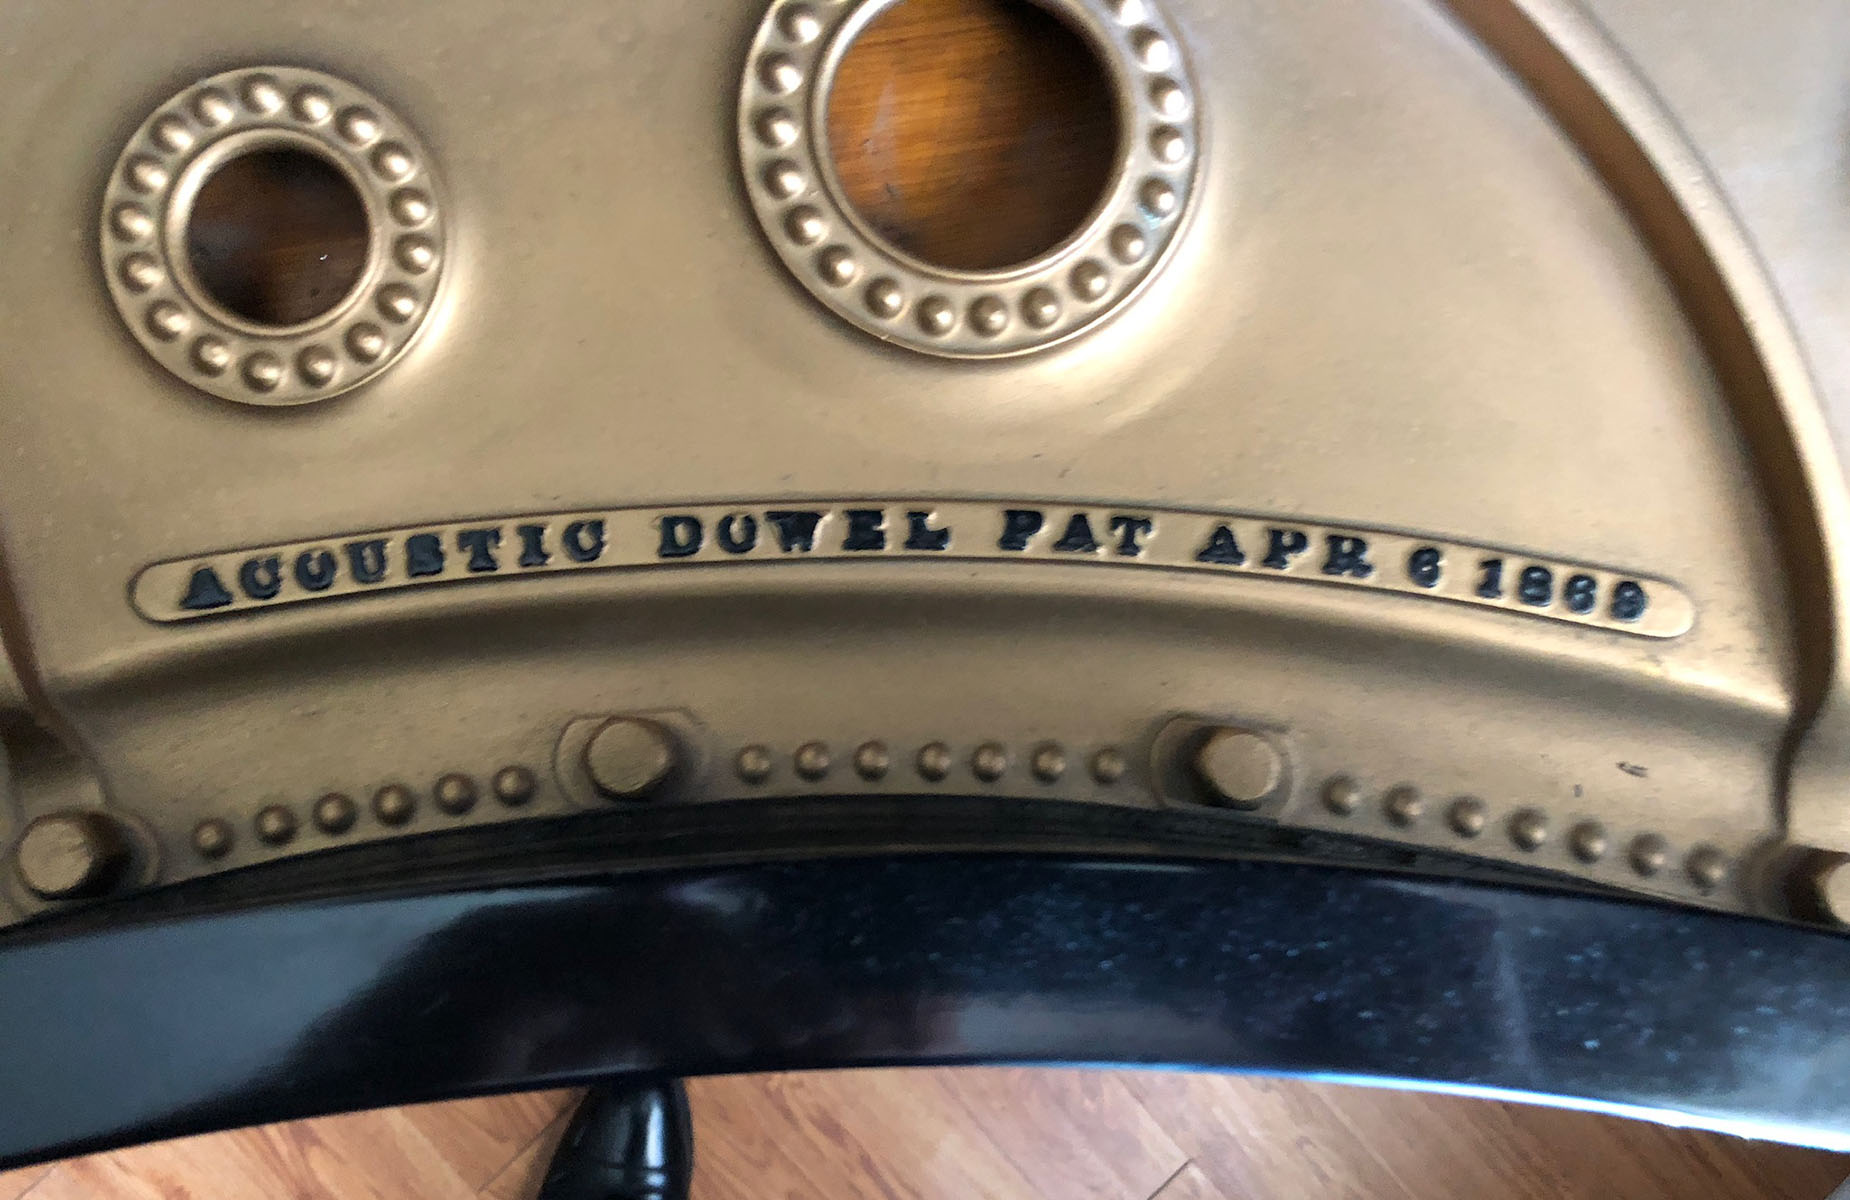 ACOUSTIC DOWEL PAT APR 6 1869